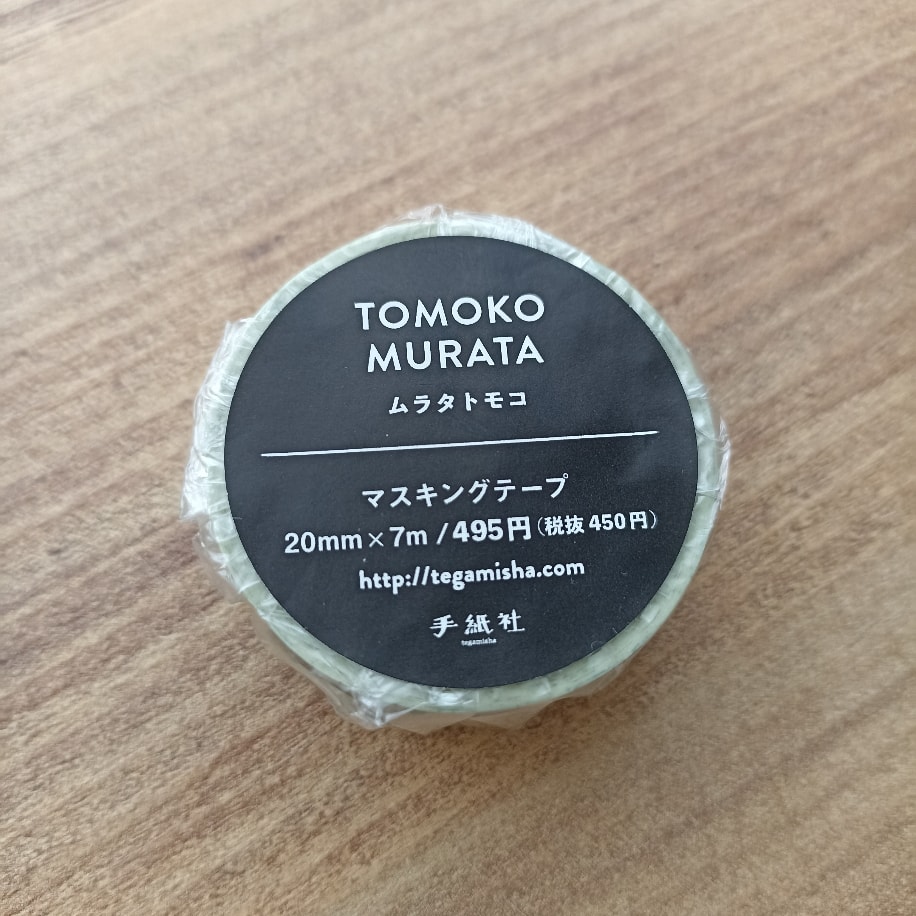 TOMOKO
MURATA
ムラタトモコ
マスキングテープ
20mm×7m /495円(税抜450円)
http://tegamisha.com
手紙社
tegamisha